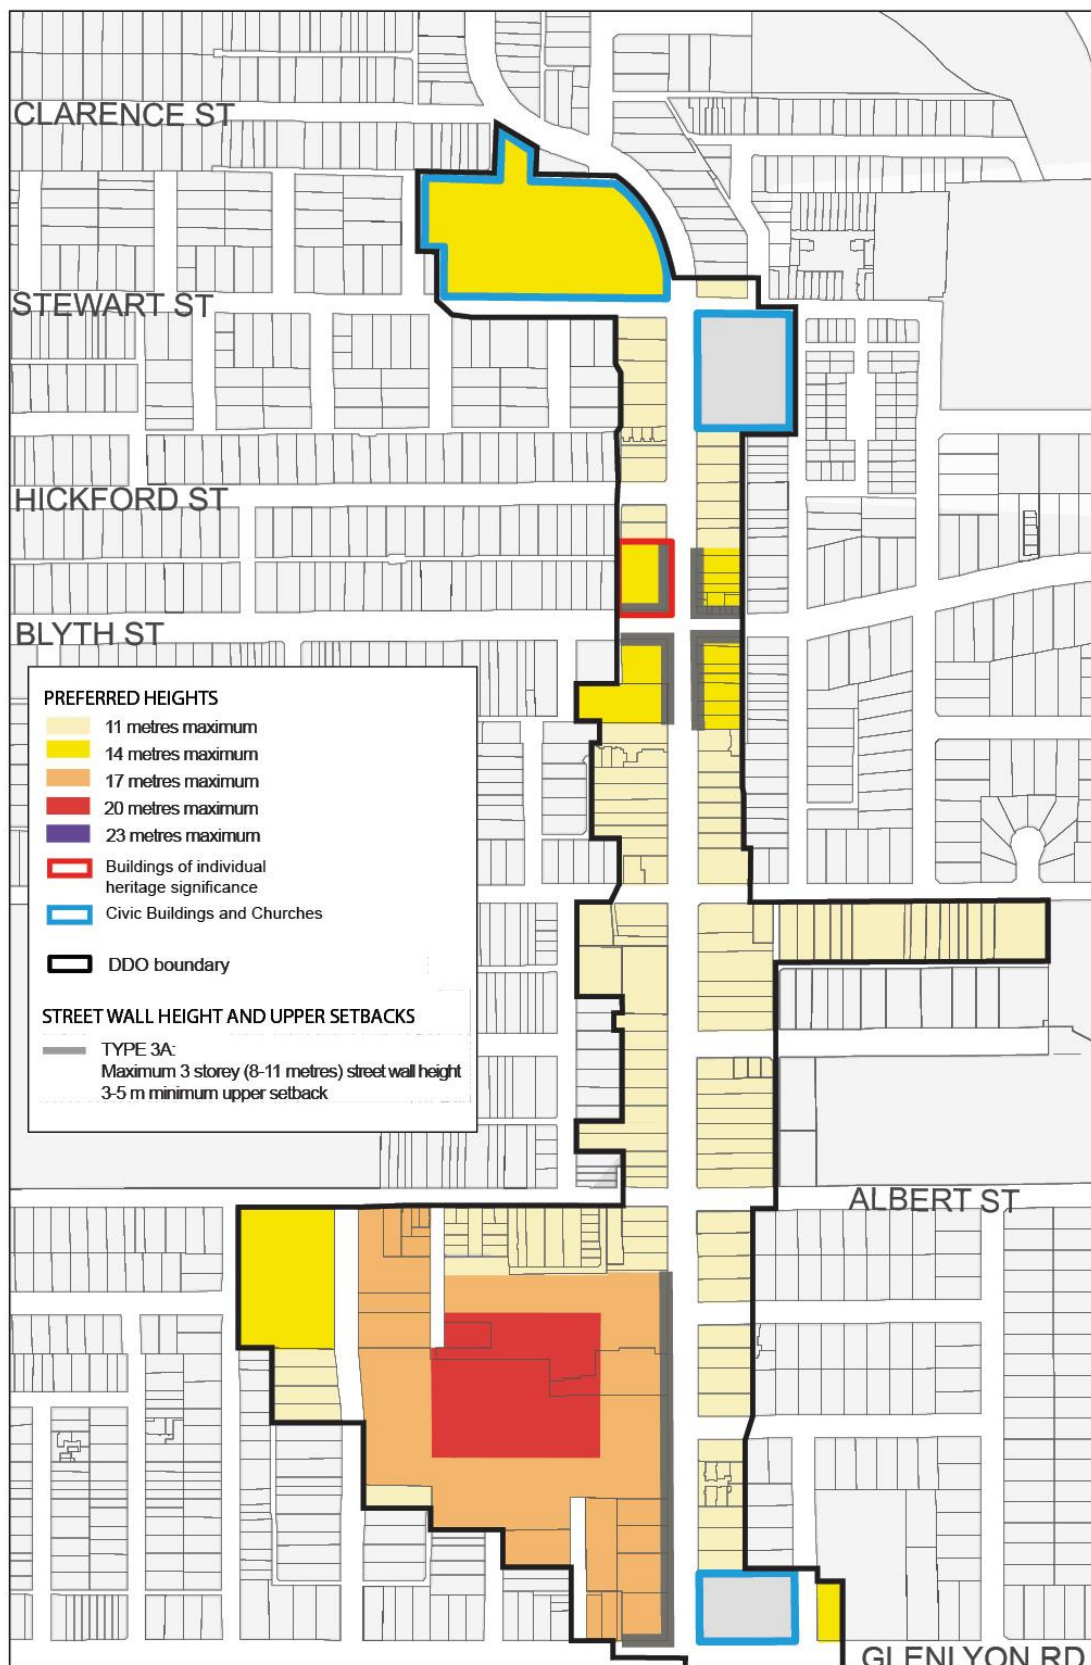 CLARENCE ST
STEWART ST
HICKFORD ST
BLYTH ST
PREFERRED HEIGHTS
11 metres maximum
14 metres maximum
17 metres maximum
20 metres maximum
23 metres maximum
Buildings of individual
heritage significance
Civic Buildings and Churches
DDO boundary
STREET WALL HEIGHT AND UPPER SETBACKS
TYPE 3A:
Maximum 3 storey (8-11 metres) street wall height
3-5 m minimum upper setback
ALBERT ST
GLENLYON RD